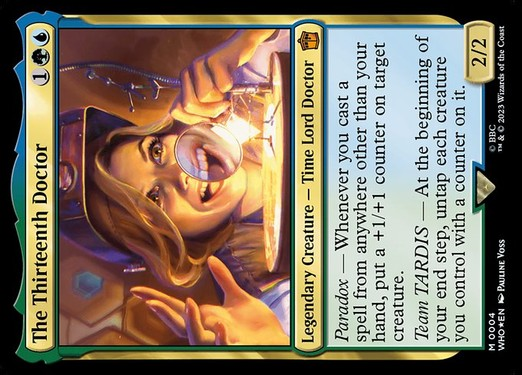 The Thirteenth Doctor 1
Legendary Creature — Time Lord Doctor
Paradox — Whenever you cast a
spell from anywhere other than your
hand, put a +1/+1 counter on target
creature.
Team TARDIS — At the beginning of
your end step, untap each creature
you control with a counter on it.
2/2
M 0004
WHO★EN Pauline Voss
© BBC
™ & © 2023 Wizards of the Coast